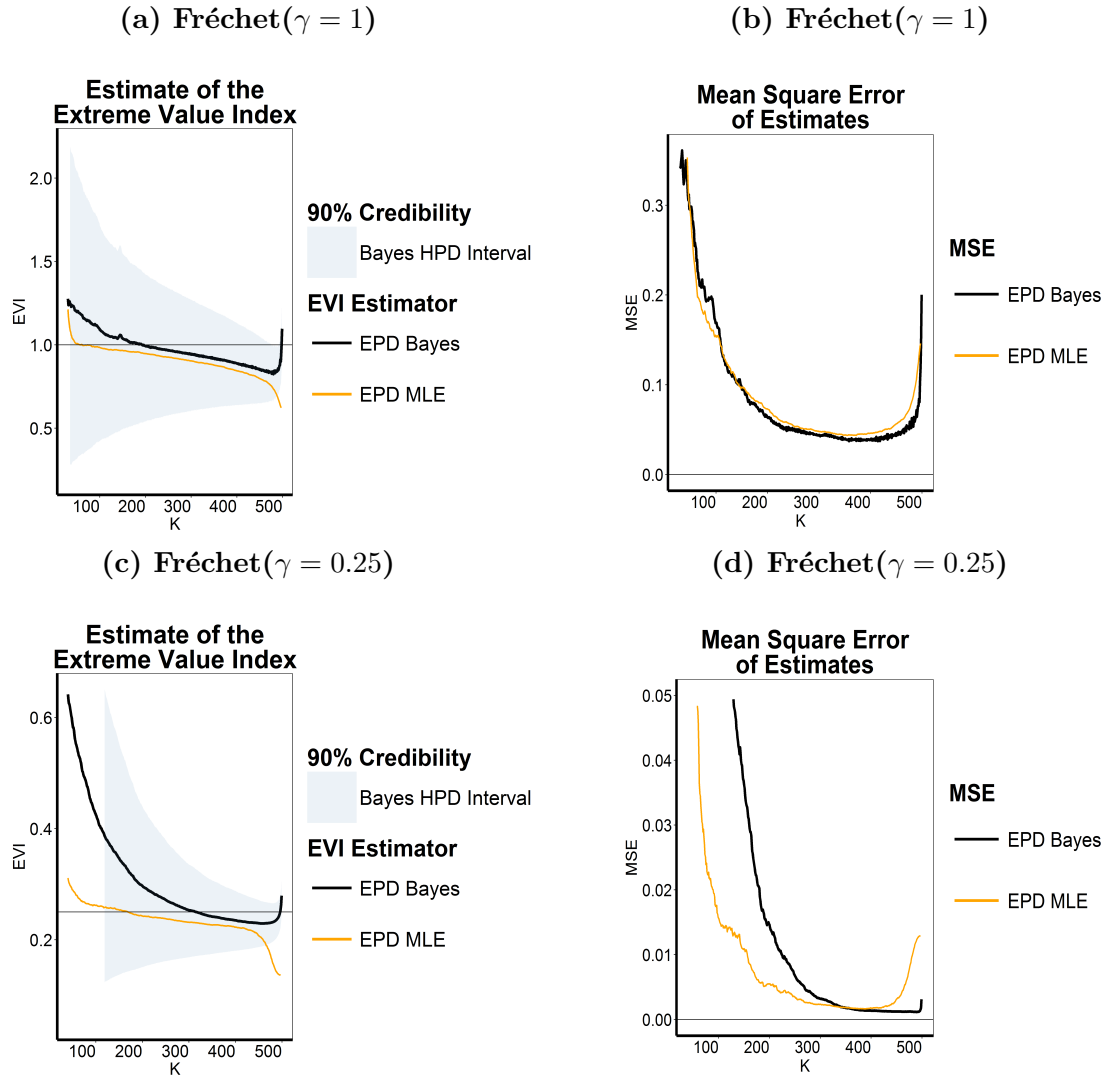 (a) Fréchet(γ = 1)
Estimate of the
Extreme Value Index
EVI
2.0
1.5
1.0
0.5
100 200 300 400 500
K
90% Credibility
Bayes HPD Interval
EVI Estimator
EPD Bayes
EPD MLE
(b) Fréchet(γ = 1)
Mean Square Error
of Estimates
MSE
0.3
0.2
0.1
0.0
100 200 300 400 500
K
MSE
EPD Bayes
EPD MLE
(c) Fréchet(γ = 0.25)
Estimate of the
Extreme Value Index
EVI
0.6
0.4
0.2
100 200 300 400 500
K
90% Credibility
Bayes HPD Interval
EVI Estimator
EPD Bayes
EPD MLE
(d) Fréchet(γ = 0.25)
Mean Square Error
of Estimates
MSE
0.05
0.04
0.03
0.02
0.01
0.00
100 200 300 400 500
K
MSE
EPD Bayes
EPD MLE